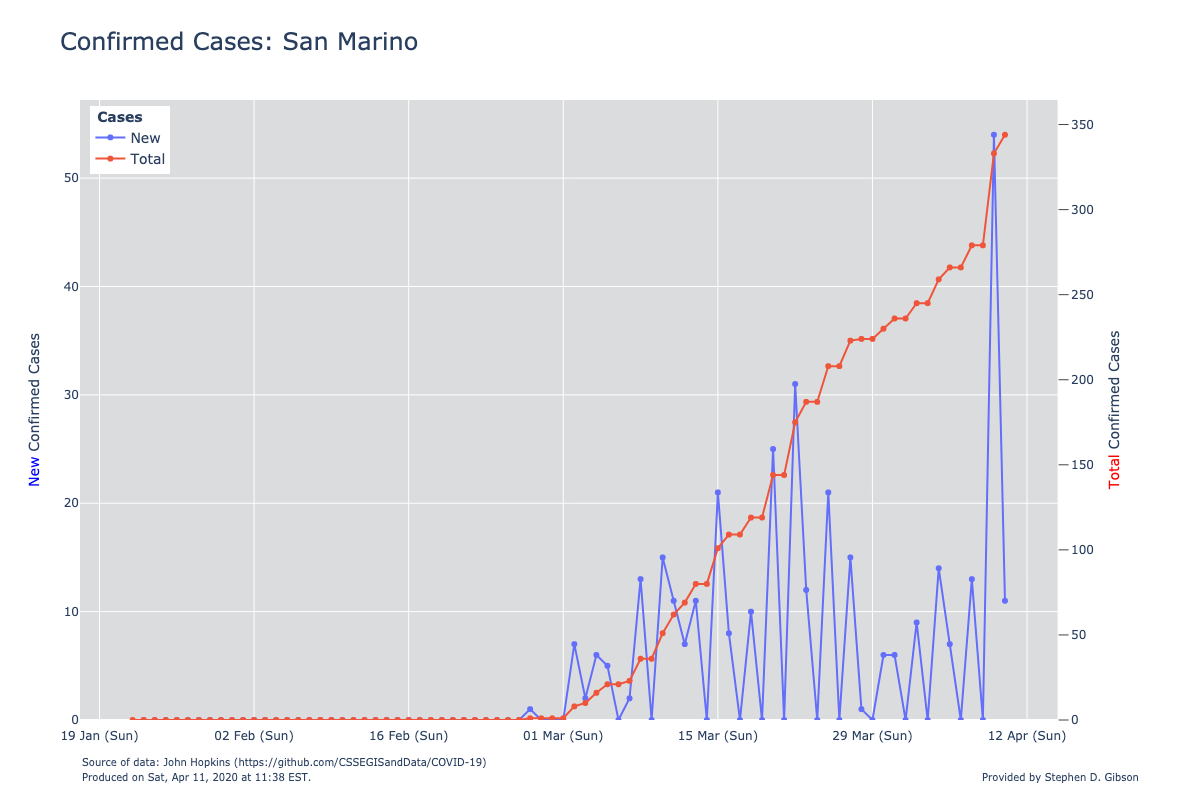 Confirmed Cases: San Marino
Cases
New
Total
50
40
30
20
10
0
350
300
250
200
150
100
50
0
New Confirmed Cases
Total Confirmed Cases
19 Jan (Sun)
02 Feb (Sun)
16 Feb (Sun)
01 Mar (Sun)
15 Mar (Sun)
29 Mar (Sun)
12 Apr (Sun)
Source of data: John Hopkins (https://github.com/CSSEGISandData/COVID-19)
Produced on Sat, Apr 11, 2020 at 11:38 EST.
Provided by Stephen D. Gibson